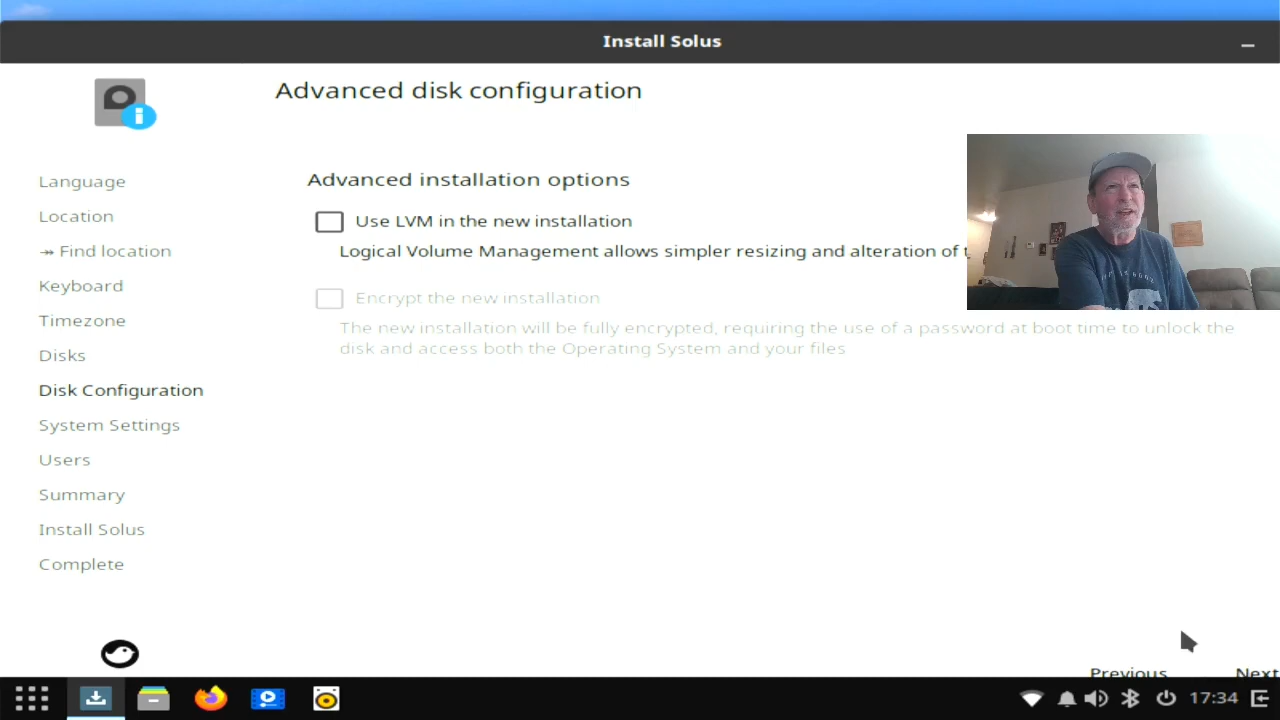 Install Solus
Advanced disk configuration
Language
Location
↠ Find location
Keyboard
Timezone
Disks
Disk Configuration
System Settings
Users
Summary
Install Solus
Complete
Advanced installation options
Use LVM in the new installation
Logical Volume Management allows simpler resizing and alteration of
Encrypt the new installation
The new installation will be fully encrypted, requiring the use of a password at boot time to unlock the
disk and access both the Operating System and your files
Previous
Next
17:34